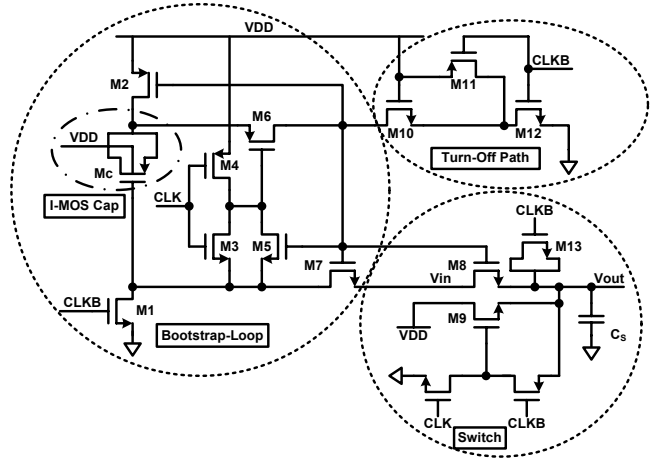 VDD
M2
M6
M11
CLKB
M10
M12
VDD
M4
Mc
Turn-Off Path
I-MOS Cap
CLK
CLKB
M3
M5
M7
M8
M13
Vin
Vout
CLKB
M1
M9
VDD
Cs
Bootstrap-Loop
CLK
CLKB
Switch